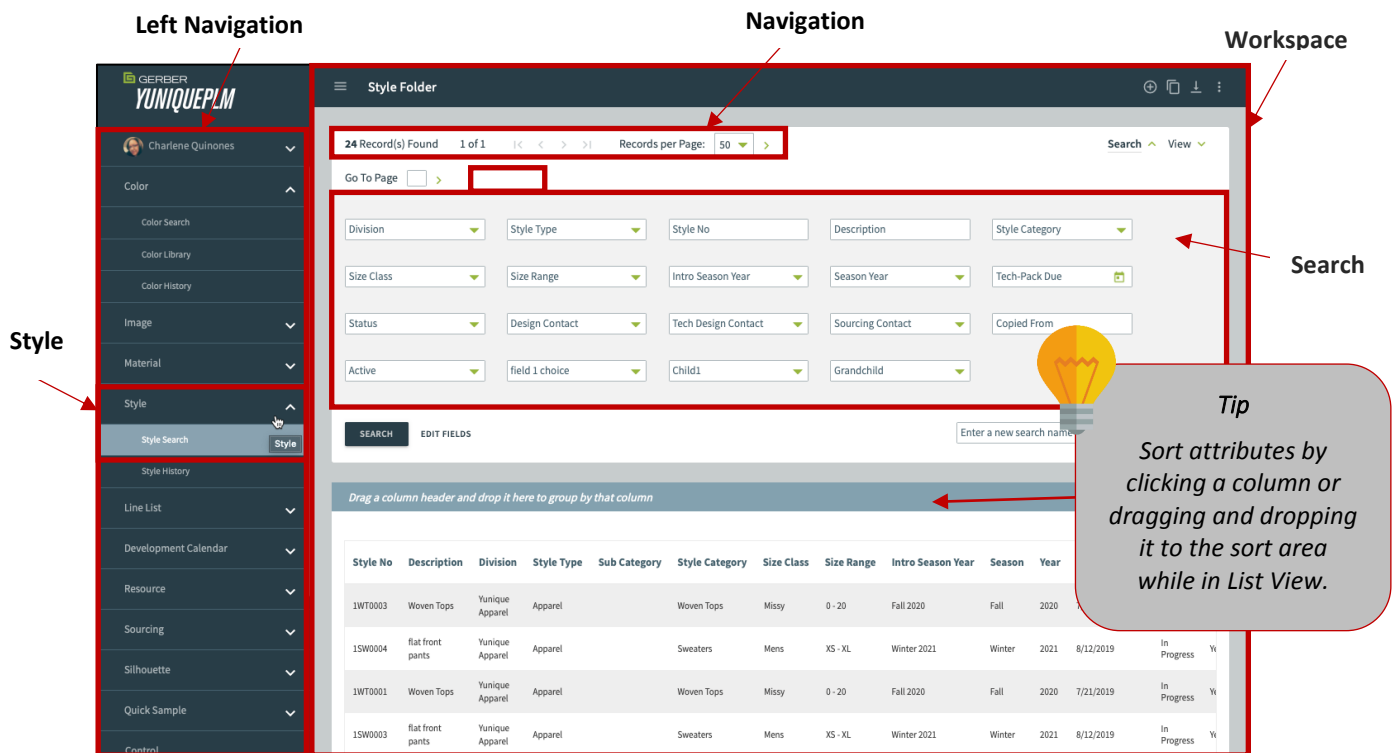 Left Navigation
Navigation
Workspace
GERBER
YUNIQUEPLM
Style Folder
Charlene Quinones
24 Record(s) Found 1 of 1 Records per Page: 50
Search View
Color
Go To Page
Color Search
Color Library
Color History
Division Style Type Style No Description Style Category
Search
Size Class Size Range Intro Season Year Season Year Tech-Pack Due
Image
Status Design Contact Tech Design Contact Sourcing Contact Copied From
Style
Material
Active field 1 choice Child1 Grandchild
Style
Style Search
Style
SEARCH EDIT FIELDS
Enter a new search name
Style History
Tip
Sort attributes by
clicking a column or
dragging and dropping
it to the sort area
while in List View.
Drag a column header and drop it here to group by that column
Line List
Development Calendar
Resource
Sourcing
Silhouette
Quick Sample
Control
Style No Description Division Style Type Sub Category Style Category Size Class Size Range Intro Season Year Season Year
1WT0003 Woven Tops Yunique Apparel Apparel Woven Tops Missy 0 - 20 Fall 2020 Fall 2020
1SW0004 flat front pants Yunique Apparel Apparel Sweaters Mens XS - XL Winter 2021 Winter 2021 8/12/2019 In Progress
1WT0001 Woven Tops Yunique Apparel Apparel Woven Tops Missy 0 - 20 Fall 2020 Fall 2020 7/21/2019 In Progress
1SW0003 flat front pants Yunique Apparel Apparel Sweaters Mens XS - XL Winter 2021 Winter 2021 8/12/2019 In Progress